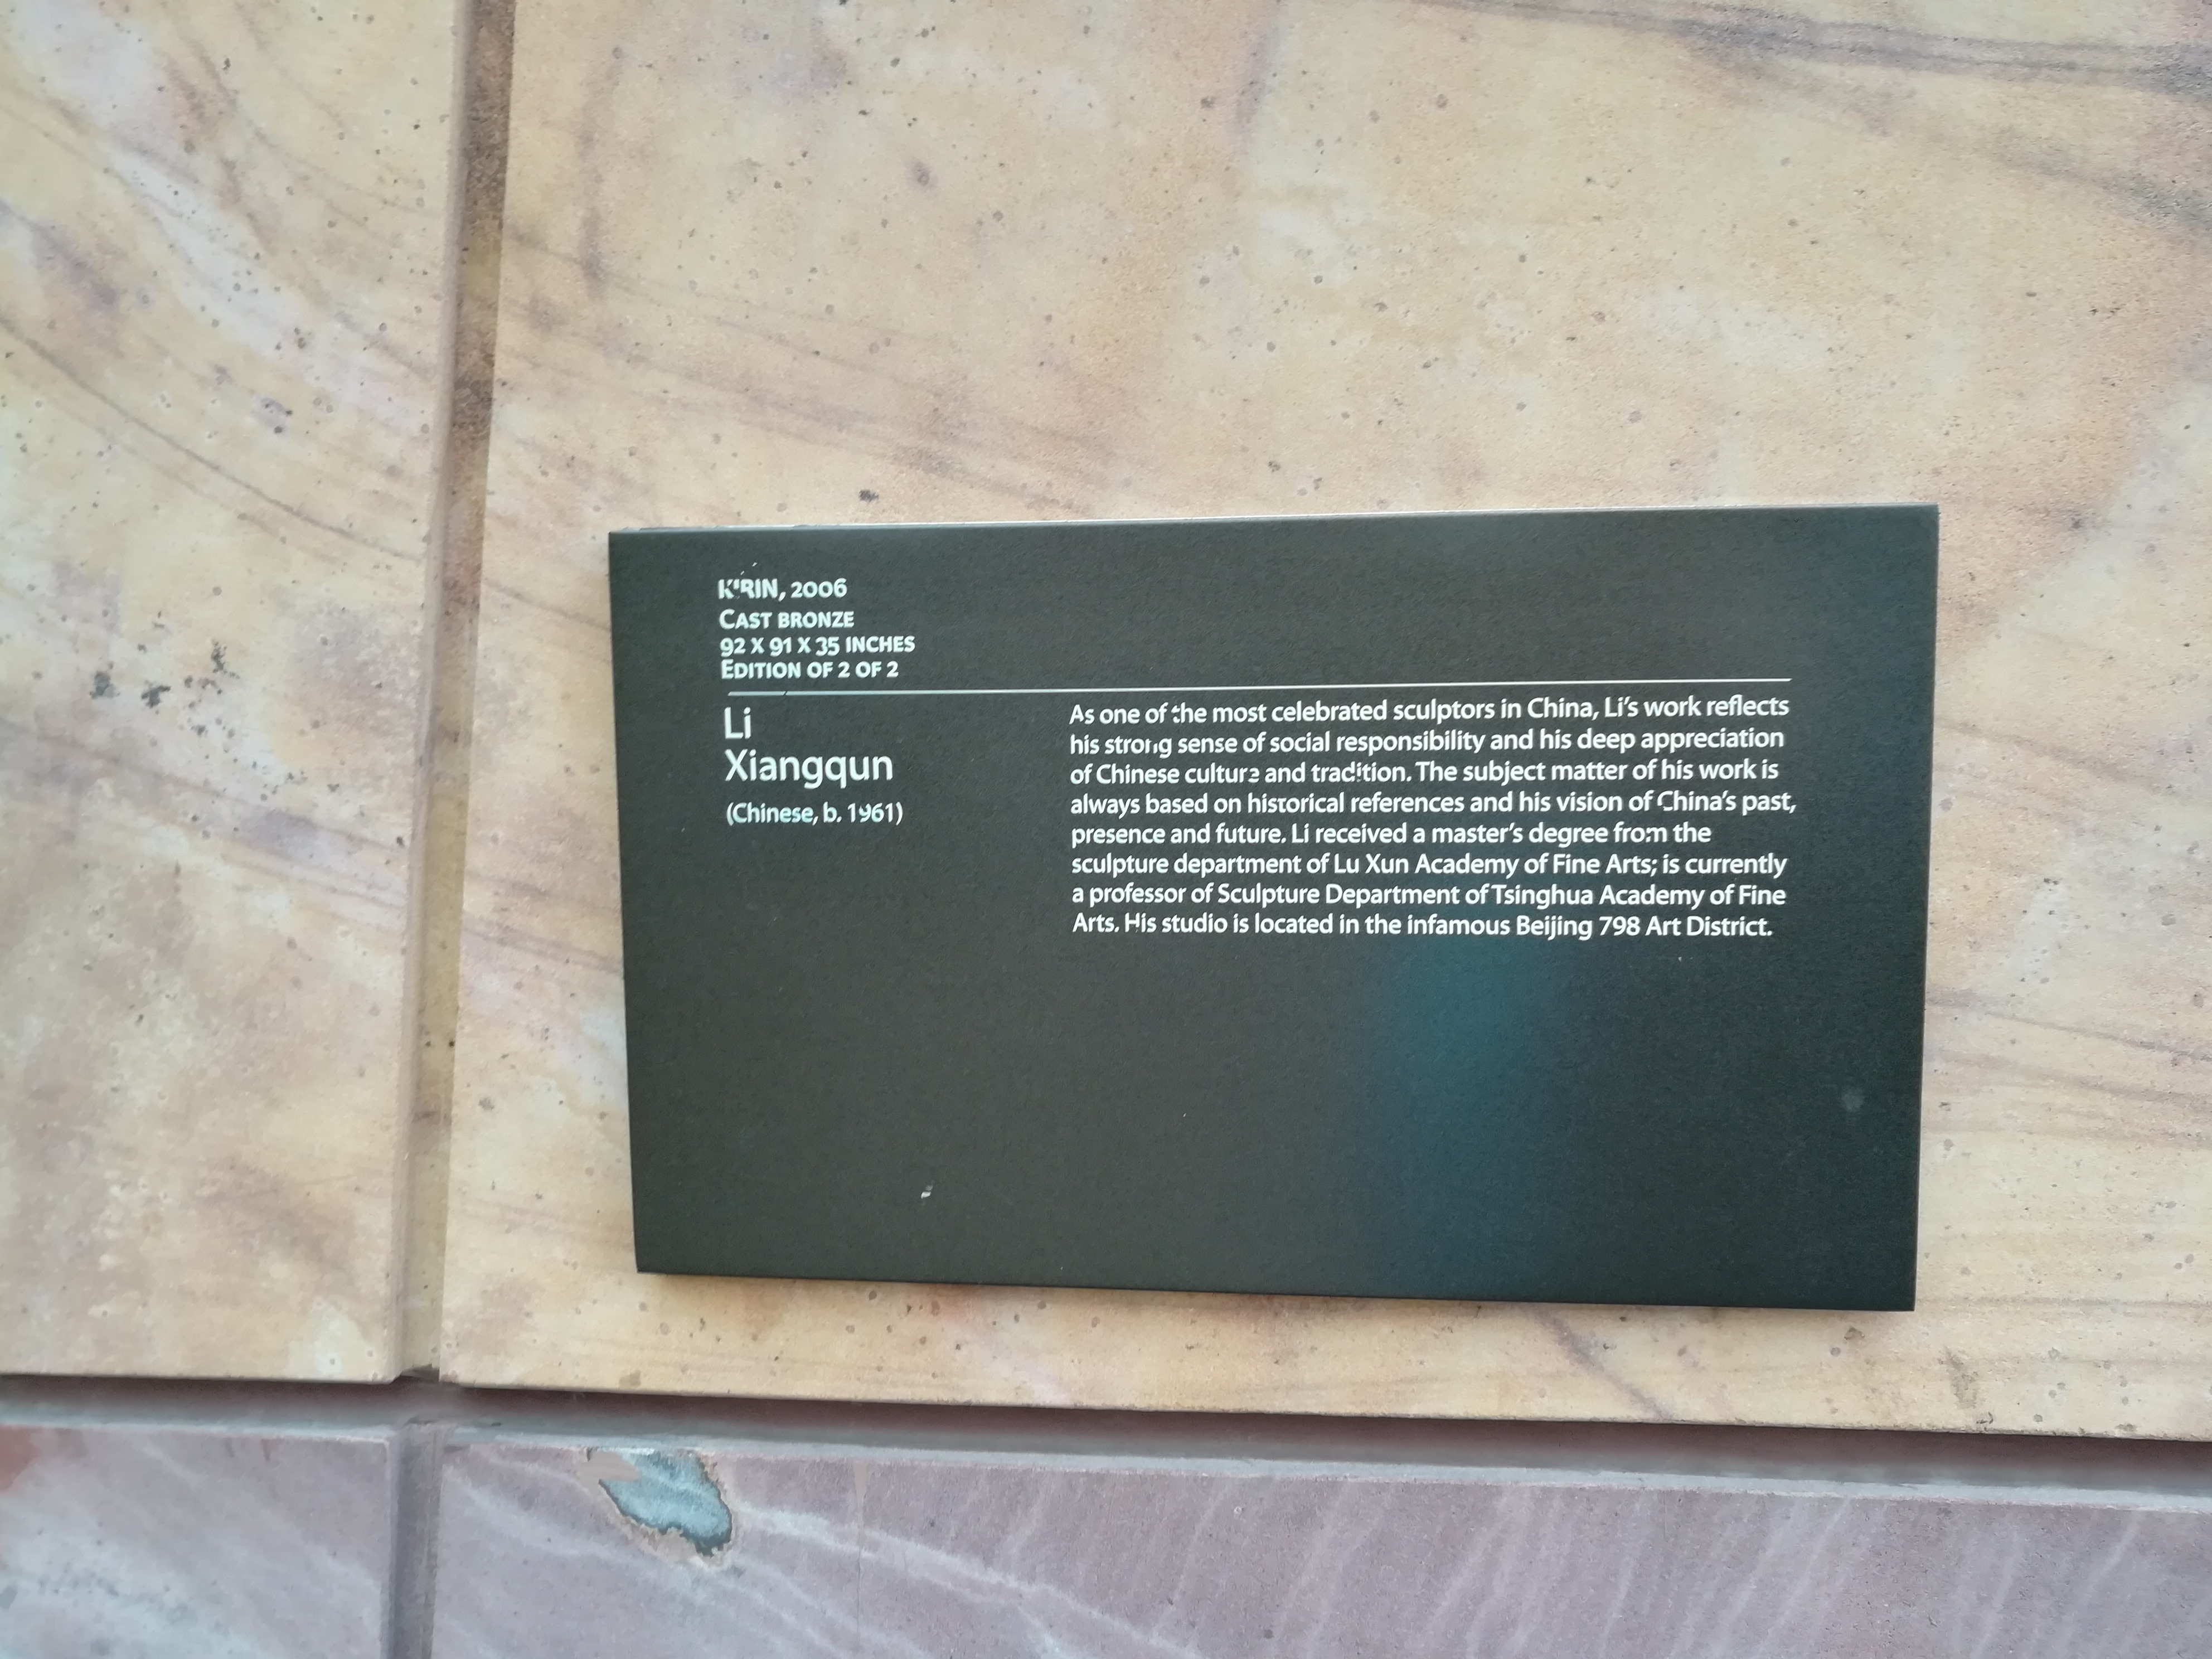 KIRIN, 2006
CAST BRONZE
92 X 91 X 35 INCHES
EDITION OF 2 OF 2
Li
Xiangqun
(Chinese, b. 1961)
As one of the most celebrated sculptors in China, Li's work reflects
his strong sense of social responsibility and his deep appreciation
of Chinese culture and tradition. The subject matter of his work is
always based on historical references and his vision of China's past,
presence and future. Li received a master's degree from the
sculpture department of Lu Xun Academy of Fine Arts; is currently
a professor of Sculpture Department of Tsinghua Academy of Fine
Arts. His studio is located in the infamous Beijing 798 Art District.